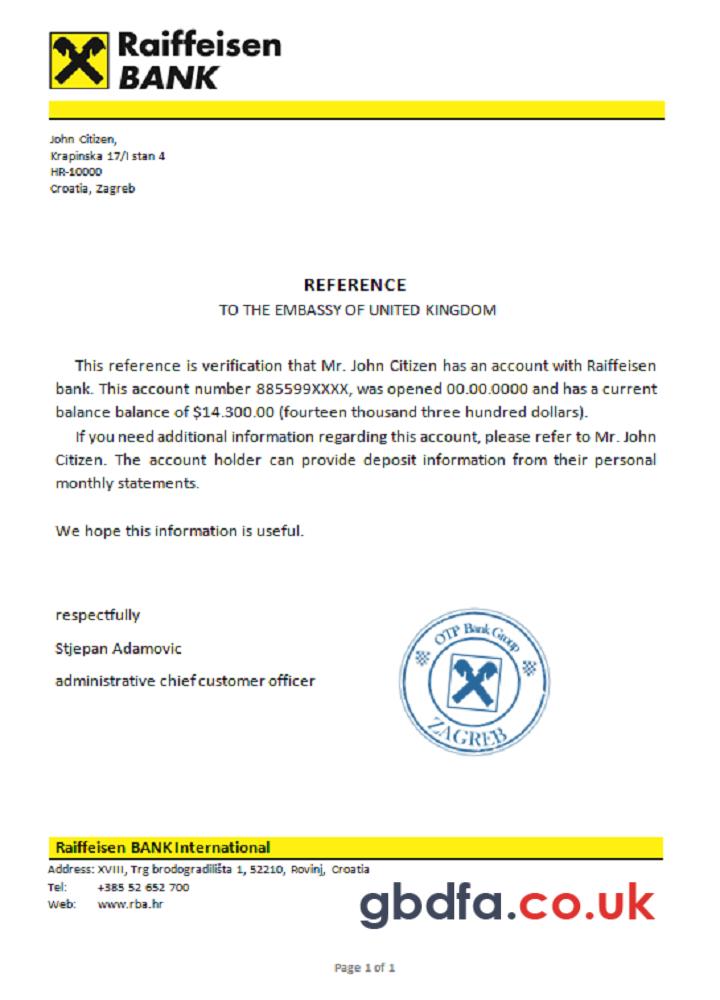 Raiffeisen
BANK
John Citizen,
Krapinska 17/I stan 4
HR-10000
Croatia, Zagreb
REFERENCE
TO THE EMBASSY OF UNITED KINGDOM
This reference is verification that Mr. John Citizen has an account with Raiffeisen
bank. This account number 885599XXXX, was opened 00.00.0000 and has a current
balance balance of $14.300.00 (fourteen thousand three hundred dollars).
If you need additional information regarding this account, please refer to Mr. John
Citizen. The account holder can provide deposit information from their personal
monthly statements.
We hope this information is useful.
respectfully
Stjepan Adamovic
administrative chief customer officer
OTP Bank Group
ZAGREB
Raiffeisen BANK International
Address: XVIII, Trg brodogradilišta 1, 52210, Rovinj, Croatia
Tel: +385 52 652 700
Web: www.rba.hr
gbdfa.co.uk
Page 1 of 1